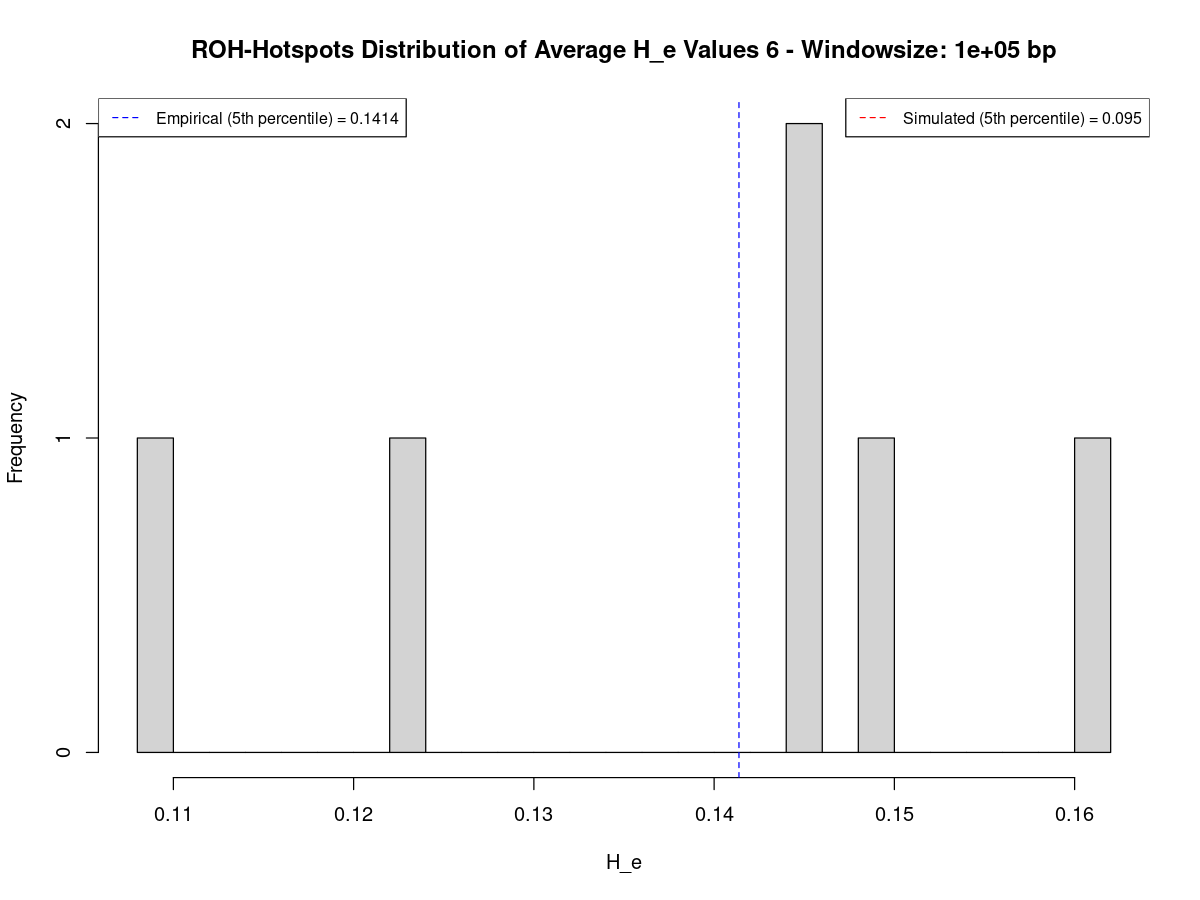 ROH-Hotspots Distribution of Average H_e Values 6 - Windowsize: 1e+05 bp
Empirical (5th percentile) = 0.1414
Simulated (5th percentile) = 0.095
2
1
0
Frequency
0.11 0.12 0.13 0.14 0.15 0.16
H_e